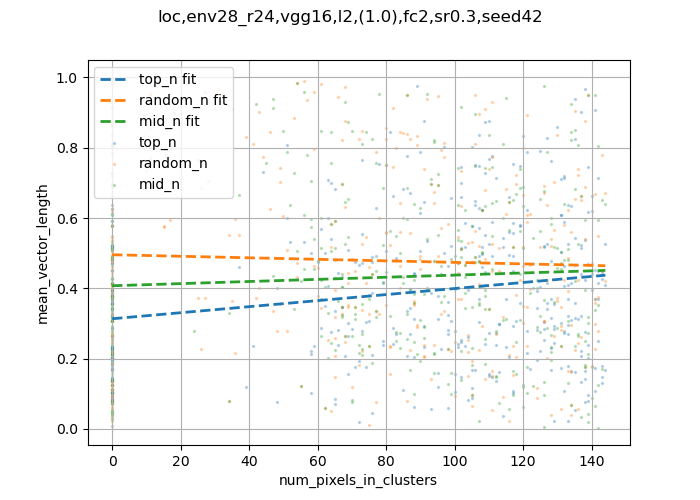 loc,env28_r24,vgg16,l2,(1.0),fc2,sr0.3,seed42
1.0
0.8
0.6
0.4
0.2
0.0
mean_vector_length
top_n fit
random_n fit
mid_n fit
top_n
random_n
mid_n
0 20 40 60 80 100 120 140
num_pixels_in_clusters